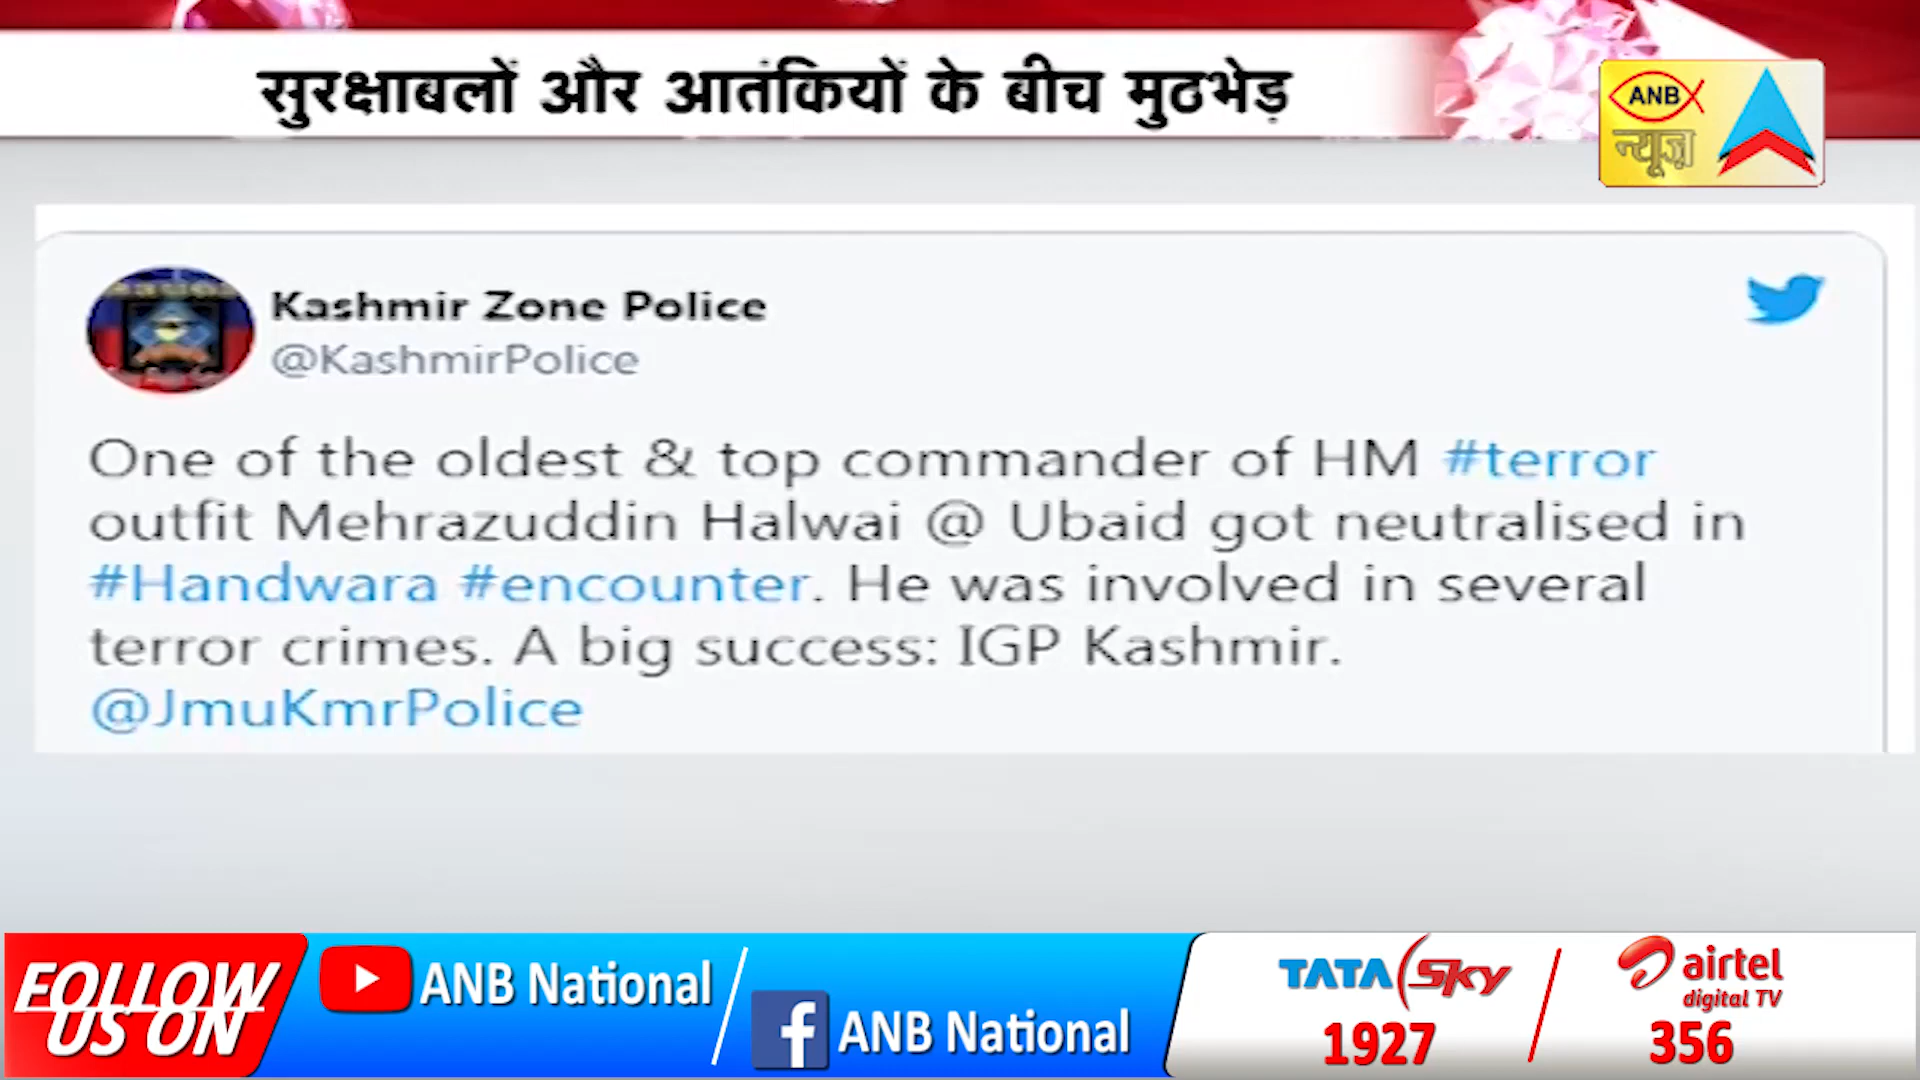 सुरक्षाबलों और आतंकियों के बीच मुठभेड़
ANB
न्यूज़
Kashmir Zone Police
@KashmirPolice
One of the oldest & top commander of HM #terror
outfit Mehrazuddin Halwai @ Ubaid got neutralised in
#Handwara #encounter. He was involved in several
terror crimes. A big success: IGP Kashmir.
@JmuKmrPolice
FOLLOW
US ON
ANB National
ANB National
TATA Sky
1927
airtel
digital TV
356